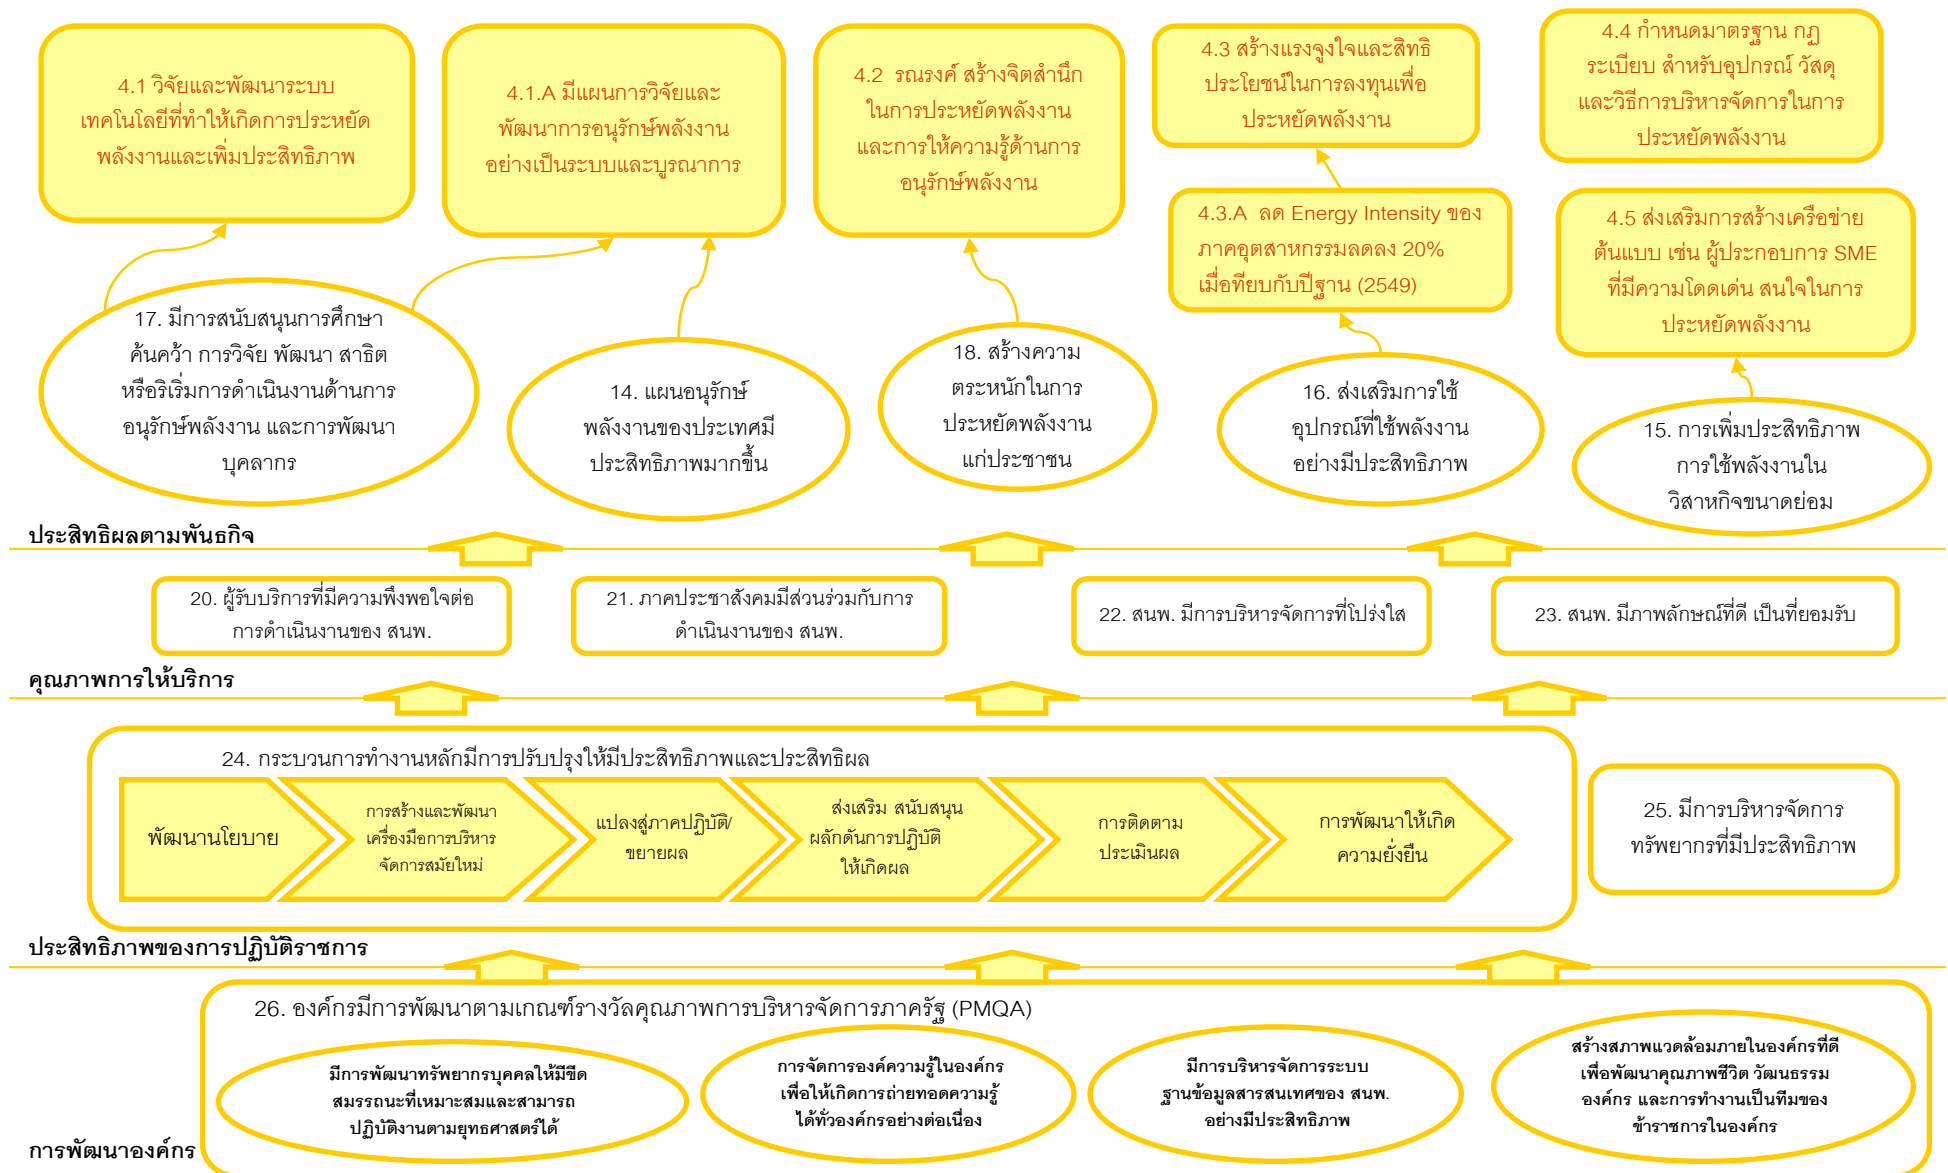 4.1 วิจัยและพัฒนาระบบ
เทคโนโลยีที่ทำให้เกิดการประหยัด
พลังงานและเพิ่มประสิทธิภาพ
4.1.A มีแผนการวิจัยและ
พัฒนาการอนุรักษ์พลังงาน
อย่างเป็นระบบและบูรณาการ
4.2 รณรงค์ สร้างจิตสำนึก
ในการประหยัดพลังงาน
และการให้ความรู้ด้านการ
อนุรักษ์พลังงาน
4.3 สร้างแรงจูงใจและสิทธิ
ประโยชน์ในการลงทุนเพื่อ
ประหยัดพลังงาน
4.4 กำหนดมาตรฐาน กฏ
ระเบียบ สำหรับอุปกรณ์ วัสดุ
และวิธีการบริหารจัดการในการ
ประหยัดพลังงาน
4.3.A ลด Energy Intensity ของ
ภาคอุตสาหกรรมลดลง 20%
เมื่อทียบกับปีฐาน (2549)
4.5 ส่งเสริมการสร้างเครือข่าย
ต้นแบบ เช่น ผู้ประกอบการ SME
ที่มีความโดดเด่น สนใจในการ
ประหยัดพลังงาน
17. มีการสนับสนุนการศึกษา
ค้นคว้า การวิจัย พัฒนา สาธิต
หรือริเริ่มการดำเนินงานด้านการ
อนุรักษ์พลังงาน และการพัฒนา
บุคลากร
14. แผนอนุรักษ์
พลังงานของประเทศมี
ประสิทธิภาพมากขึ้น
18. สร้างความ
ตระหนักในการ
ประหยัดพลังงาน
แก่ประชาชน
16. ส่งเสริมการใช้
อุปกรณ์ที่ใช้พลังงาน
อย่างมีประสิทธิภาพ
15. การเพิ่มประสิทธิภาพ
การใช้พลังงานใน
วิสาหกิจขนาดย่อม
ประสิทธิผลตามพันธกิจ
20. ผู้รับบริการที่มีความพึงพอใจต่อ
การดำเนินงานของ สนพ.
21. ภาคประชาสังคมมีส่วนร่วมกับการ
ดำเนินงานของ สนพ.
22. สนพ. มีการบริหารจัดการที่โปร่งใส
23. สนพ. มีภาพลักษณ์ที่ดี เป็นที่ยอมรับ
คุณภาพการให้บริการ
24. กระบวนการทำงานหลักมีการปรับปรุงให้มีประสิทธิภาพและประสิทธิผล
พัฒนานโยบาย
การสร้างและพัฒนา
เครื่องมือการบริหาร
จัดการสมัยใหม่
แปลงสู่ภาคปฏิบัติ/
ขยายผล
ส่งเสริม สนับสนุน
ผลักดันการปฏิบัติ
ให้เกิดผล
การติดตาม
ประเมินผล
การพัฒนาให้เกิด
ความยั่งยืน
25. มีการบริหารจัดการ
ทรัพยากรที่มีประสิทธิภาพ
ประสิทธิภาพของการปฏิบัติราชการ
26. องค์กรมีการพัฒนาตามเกณฑ์รางวัลคุณภาพการบริหารจัดการภาครัฐ (PMQA)
มีการพัฒนาทรัพยากรบุคคลให้มีขีด
สมรรถนะที่เหมาะสมและสามารถ
ปฏิบัติงานตามยุทธศาสตร์ได้
การจัดการองค์ความรู้ในองค์กร
เพื่อให้เกิดการถ่ายทอดความรู้
ได้ทั่วองค์กรอย่างต่อเนื่อง
มีการบริหารจัดการระบบ
ฐานข้อมูลสารสนเทศของ สนพ.
อย่างมีประสิทธิภาพ
สร้างสภาพแวดล้อมภายในองค์กรที่ดี
เพื่อพัฒนาคุณภาพชีวิต วัฒนธรรม
องค์กร และการทำงานเป็นทีมของ
ข้าราชการในองค์กร
การพัฒนาองค์กร